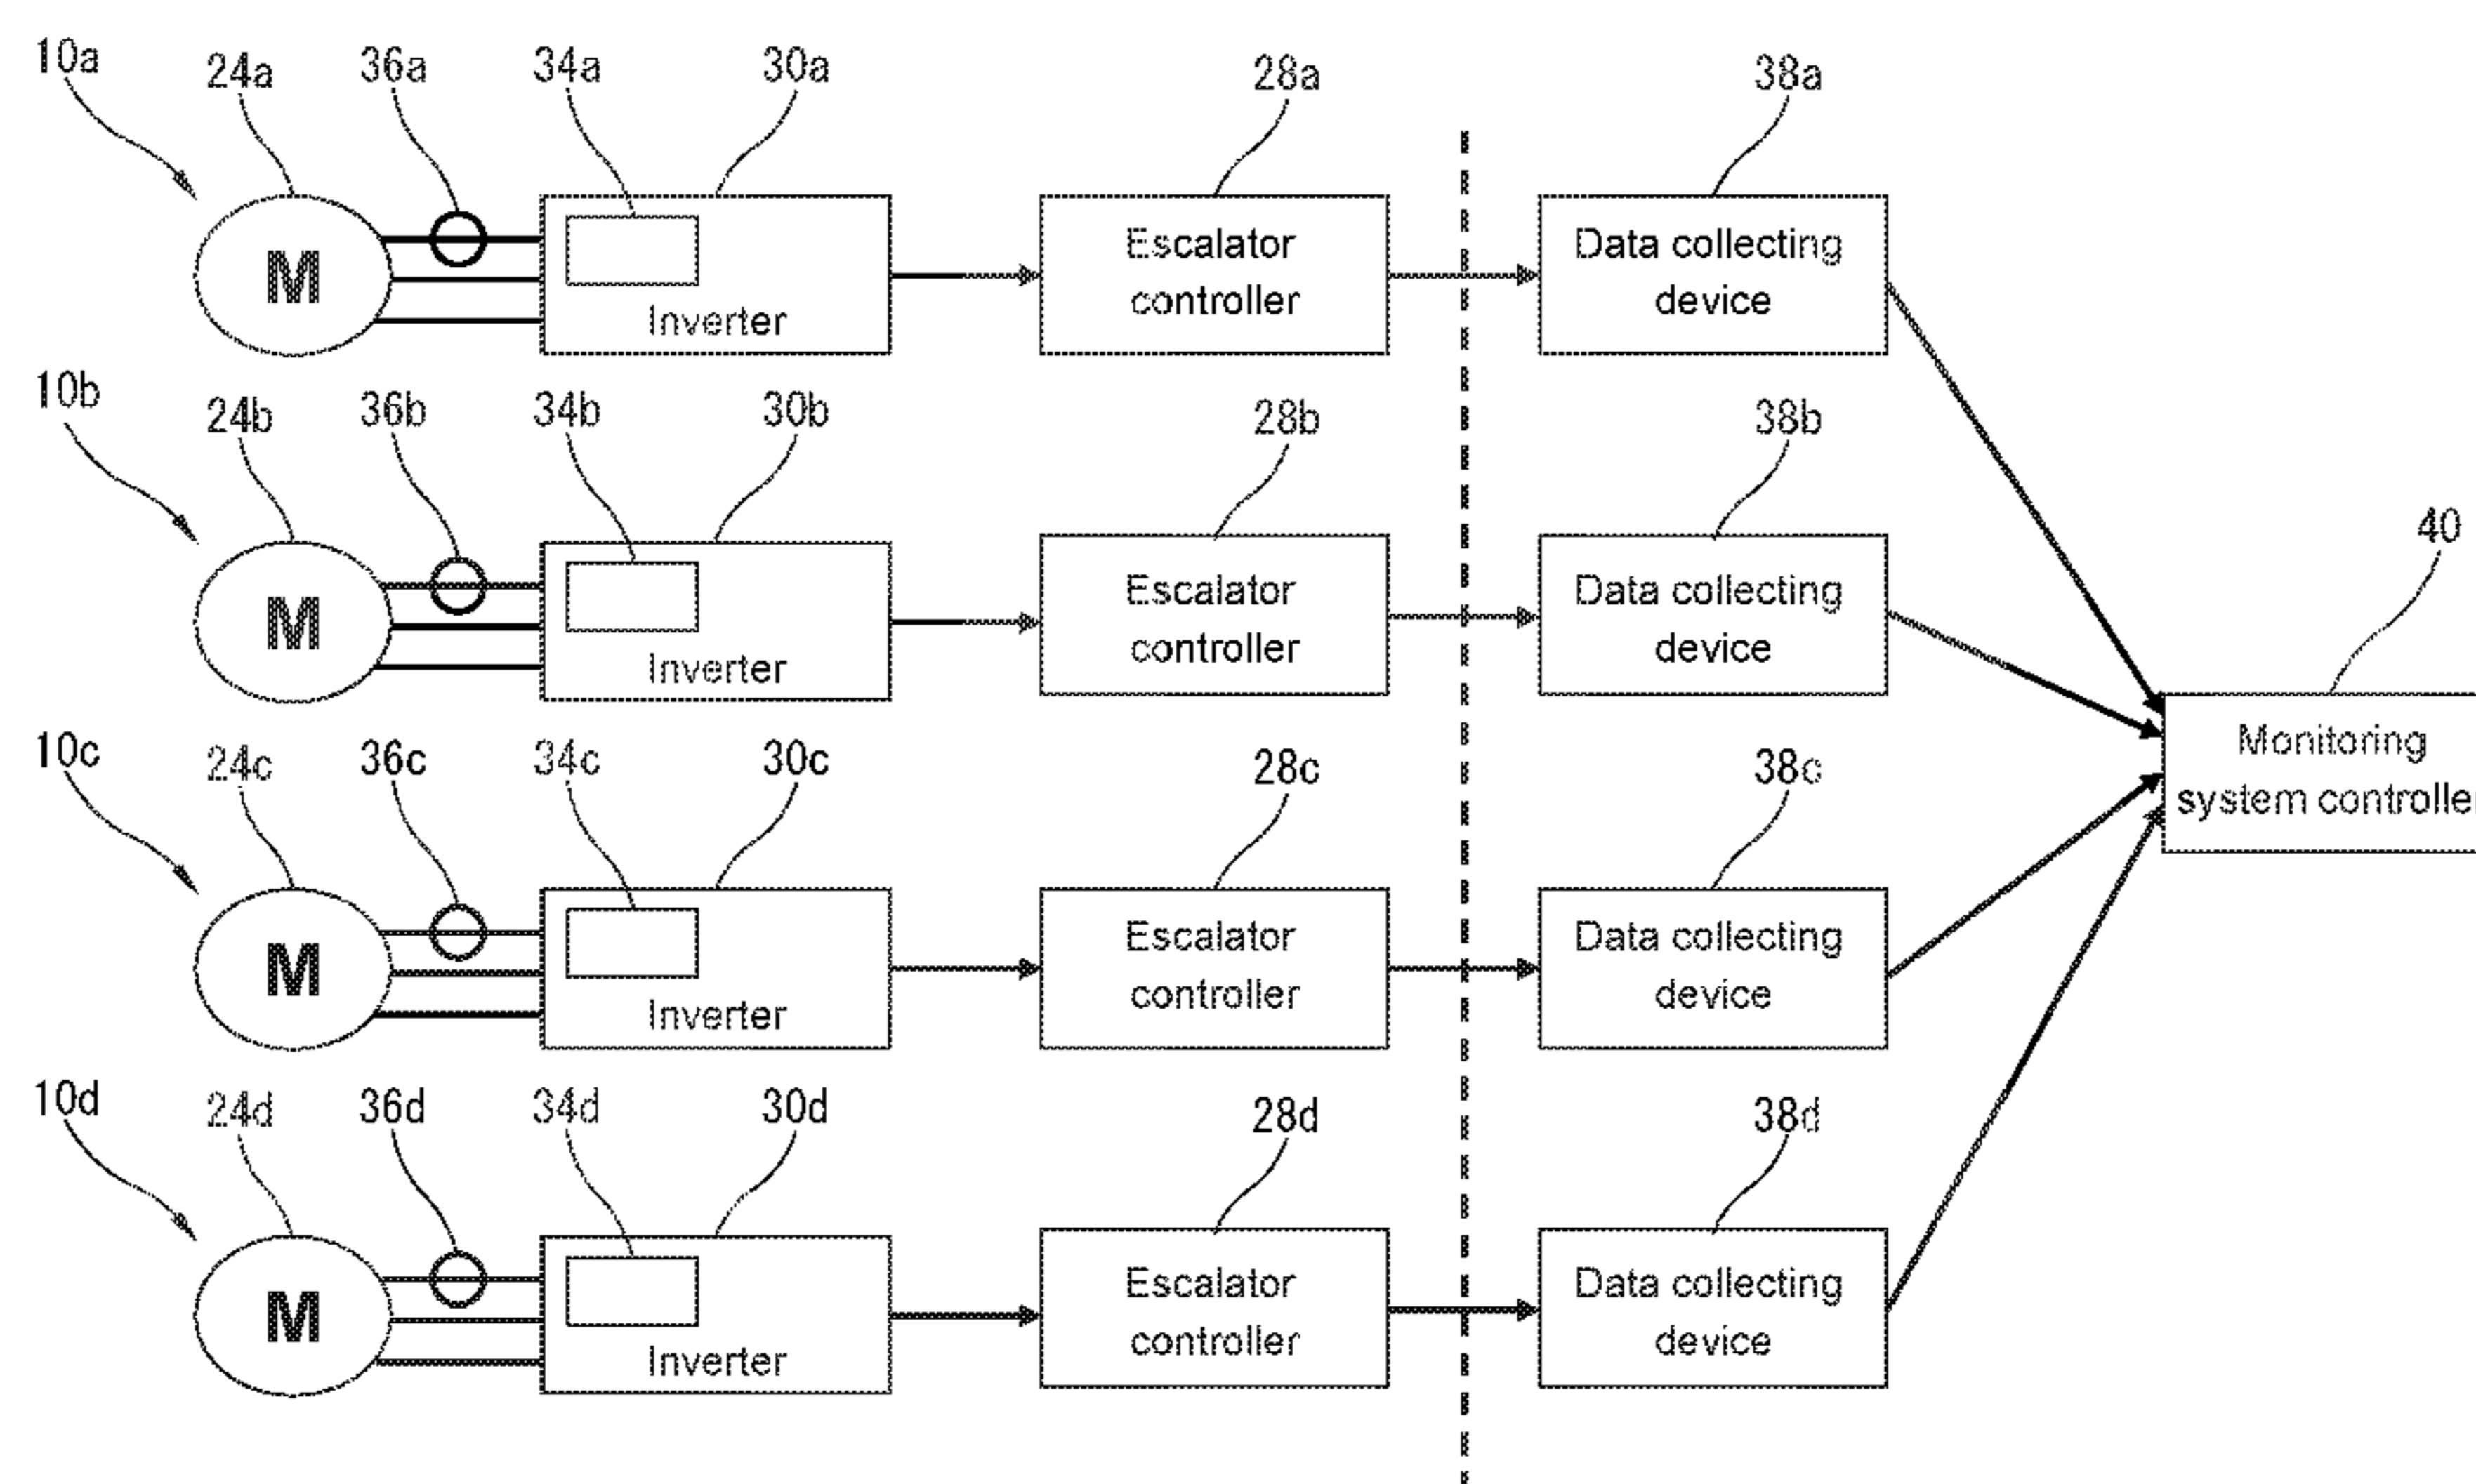 10a 24a 36a 34a 30a 28a 38a
M Inverter Escalator controller Data collecting device
10b 24b 36b 34b 30b 28b 38b
M Inverter Escalator controller Data collecting device
40
Monitoring
system controller
10c 24c 36c 34c 30c 28c 38c
M Inverter Escalator controller Data collecting device
10d 24d 36d 34d 30d 28d 38d
M Inverter Escalator controller Data collecting device